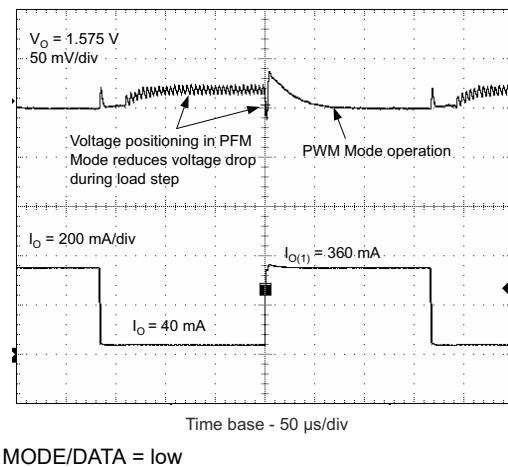 V_O = 1.575 V
50 mV/div
Voltage positioning in PFM
Mode reduces voltage drop
during load step
PWM Mode operation
I_O = 200 mA/div
I_O(1) = 360 mA
I_O = 40 mA
Time base - 50 µs/div
MODE/DATA = low